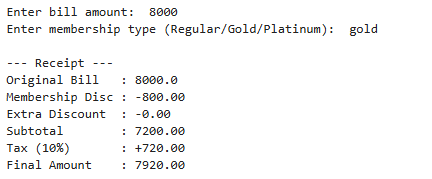 Enter bill amount:  8000
Enter membership type (Regular/Gold/Platinum):  gold
--- Receipt ---
Original Bill   : 8000.0
Membership Disc : -800.00
Extra Discount  : -0.00
Subtotal        : 7200.00
Tax (10%)       : +720.00
Final Amount    : 7920.00